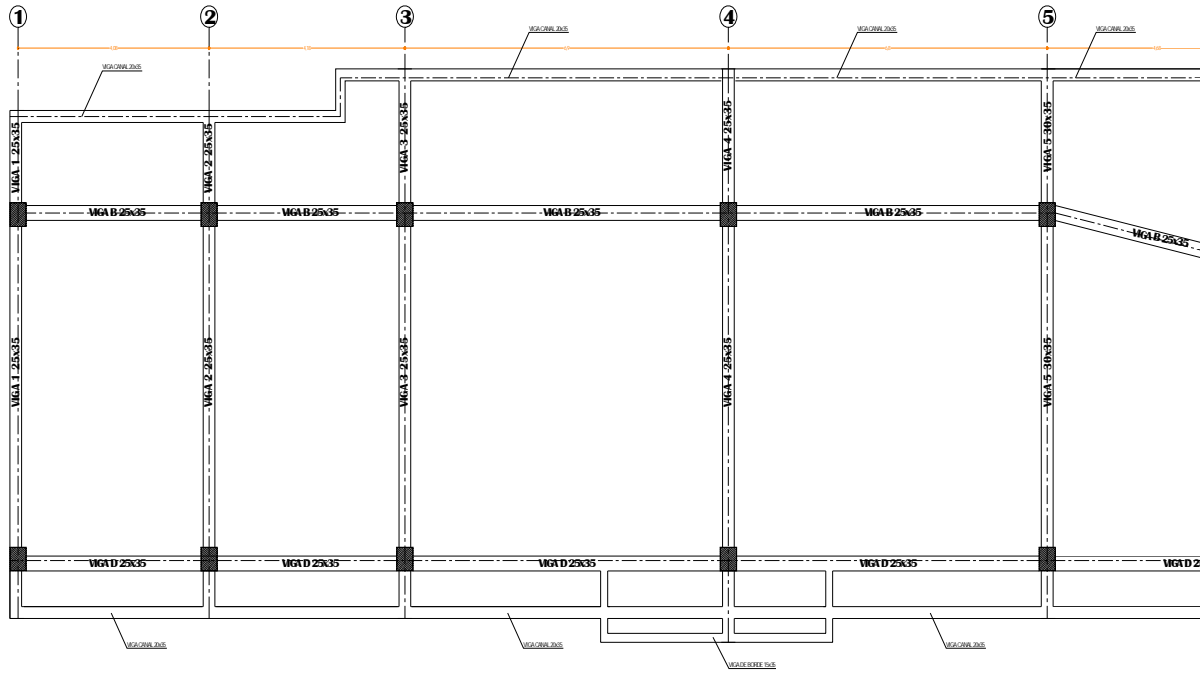 1
2
3
4
5
VIGA CANAL 20x35
VIGA CANAL 20x35
VIGA CANAL 20x35
VIGA CANAL 20x35
VIGA 1 25x35
VIGA 2 25x35
VIGA 3 25x35
VIGA 4 25x35
VIGA 5 30x35
VIGA B 25x35
VIGA B 25x35
VIGA B 25x35
VIGA B 25x35
VIGA B 25x35
VIGA 1 25x35
VIGA 2 25x35
VIGA 3 25x35
VIGA 4 25x35
VIGA 5 30x35
VIGA D 25x35
VIGA D 25x35
VIGA D 25x35
VIGA D 25x35
VIGA D 2
VIGA CANAL 20x35
VIGA CANAL 20x35
VIGA CANAL 20x35
VIGA DE BORDE 15x35